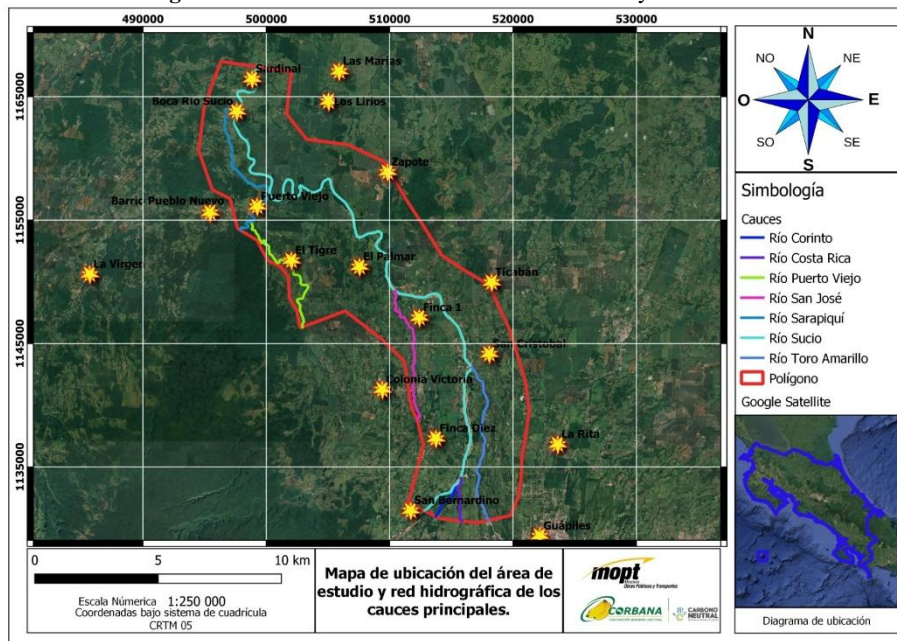 490000 500000 510000 520000 530000
N
NO NE
O E
SO SE
S
1165000
1155000
1145000
1135000
Sardinal
Las Marías
Boca Río Sucio
Los Lirios
Zapote
Barrio Pueblo Nuevo
Puerto Viejo
La Virgen
El Tigre
El Palmar
Ticabán
Finca 1
San Cristobal
Colonia Victoria
Finca Diez
La Rita
San Bernardino
Guápiles
Simbología
Cauces
Río Corinto
Río Costa Rica
Río Puerto Viejo
Río San José
Río Sarapiquí
Río Sucio
Río Toro Amarillo
Polígono
Google Satellite
0 5 10 km
Escala Númerica 1:250 000
Coordenadas bajo sistema de cuadrícula
CRTM 05
Mapa de ubicación del área de
estudio y red hidrográfica de los
cauces principales.
mopt
CORBANA
CARBONO
NEUTRAL
Diagrama de ubicación